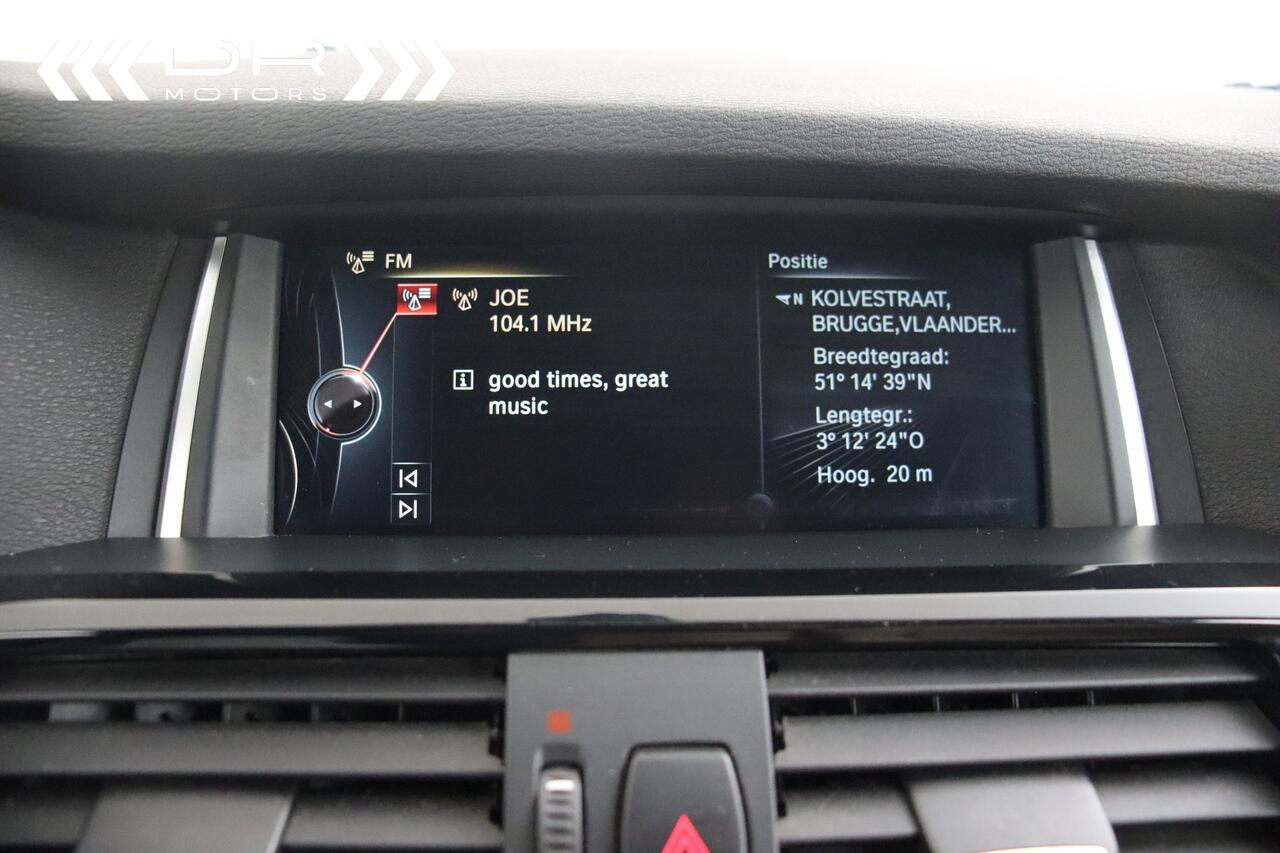 DR
MOTORS
FM
JOE
104.1 MHz
good times, great
music
Positie
N KOLVESTRAAT,
BRUGGE,VLAANDER...
Breedtegraad:
51° 14' 39"N
Lengtegr.:
3° 12' 24"O
Hoog. 20 m